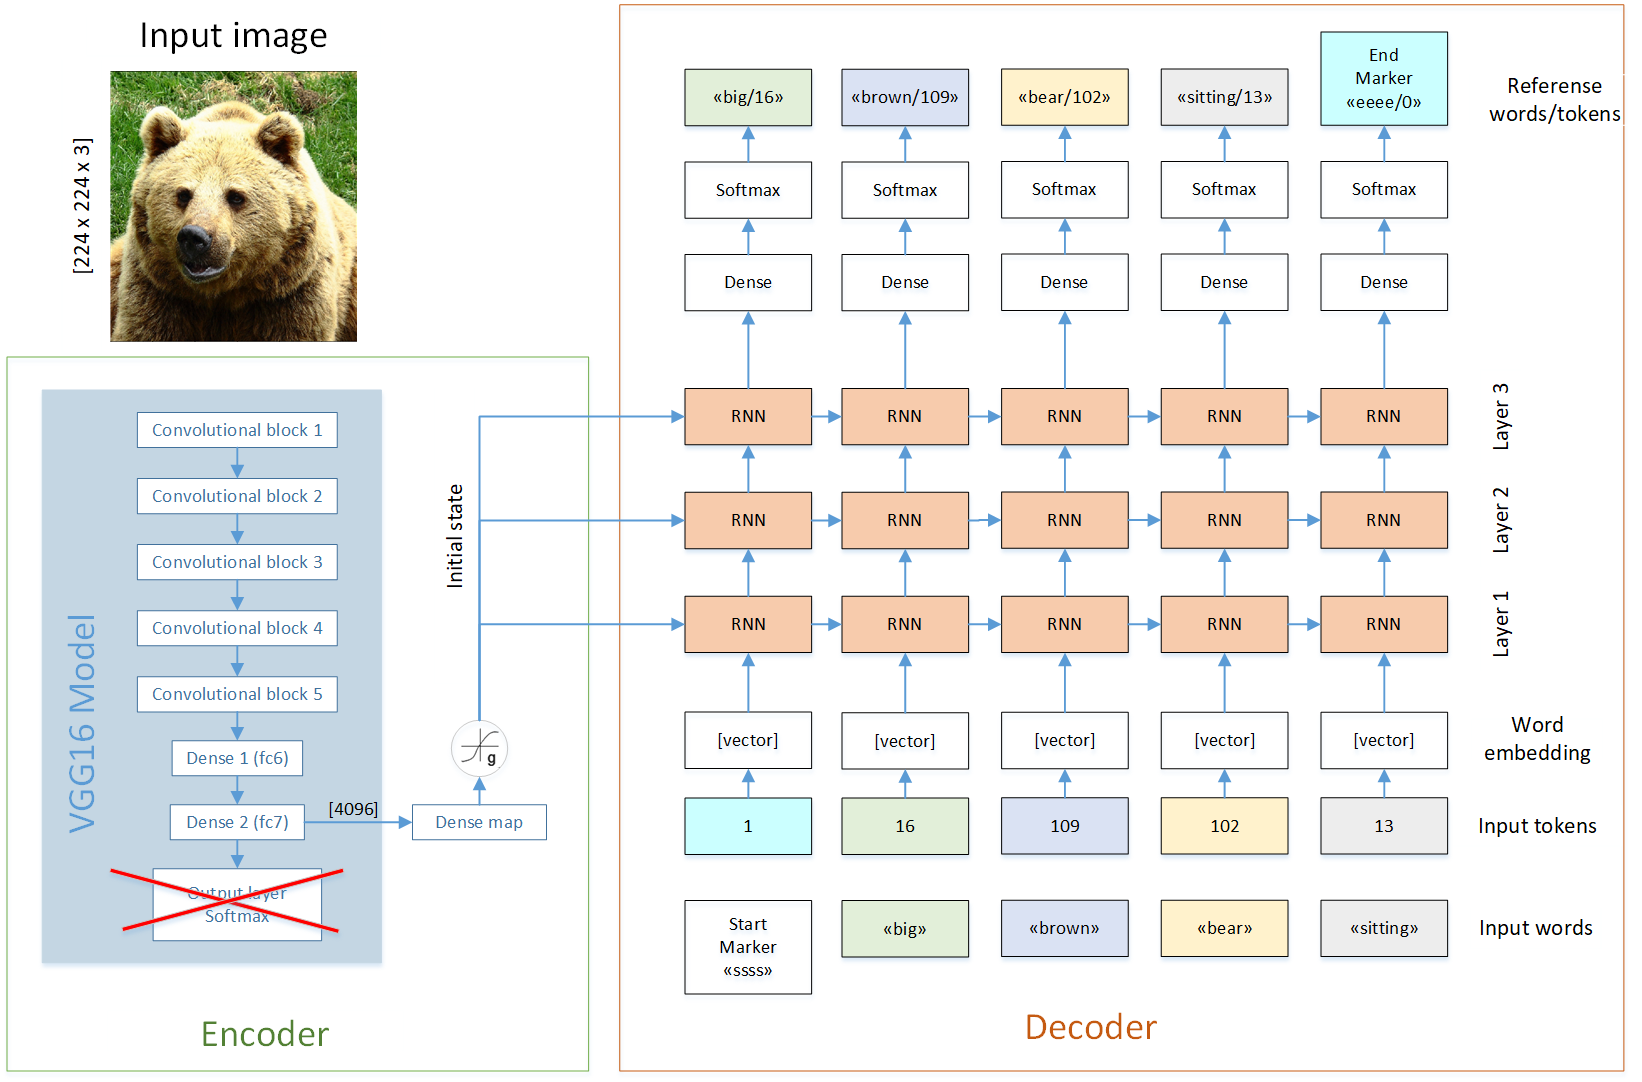 Input image
[224 x 224 x 3]
Convolutional block 1
Convolutional block 2
Convolutional block 3
Convolutional block 4
Convolutional block 5
Dense 1 (fc6)
Dense 2 (fc7)
[4096]
Dense map
Output layer
Softmax
VGG16 Model
g
Initial state
Encoder
«big/16»
«brown/109»
«bear/102»
«sitting/13»
End
Marker
«eeee/0»
Referense
words/tokens
Softmax
Softmax
Softmax
Softmax
Softmax
Dense
Dense
Dense
Dense
Dense
RNN
RNN
RNN
RNN
RNN
Layer 3
RNN
RNN
RNN
RNN
RNN
Layer 2
RNN
RNN
RNN
RNN
RNN
Layer 1
[vector]
[vector]
[vector]
[vector]
[vector]
Word
embedding
1
16
109
102
13
Input tokens
Start
Marker
«ssss»
«big»
«brown»
«bear»
«sitting»
Input words
Decoder